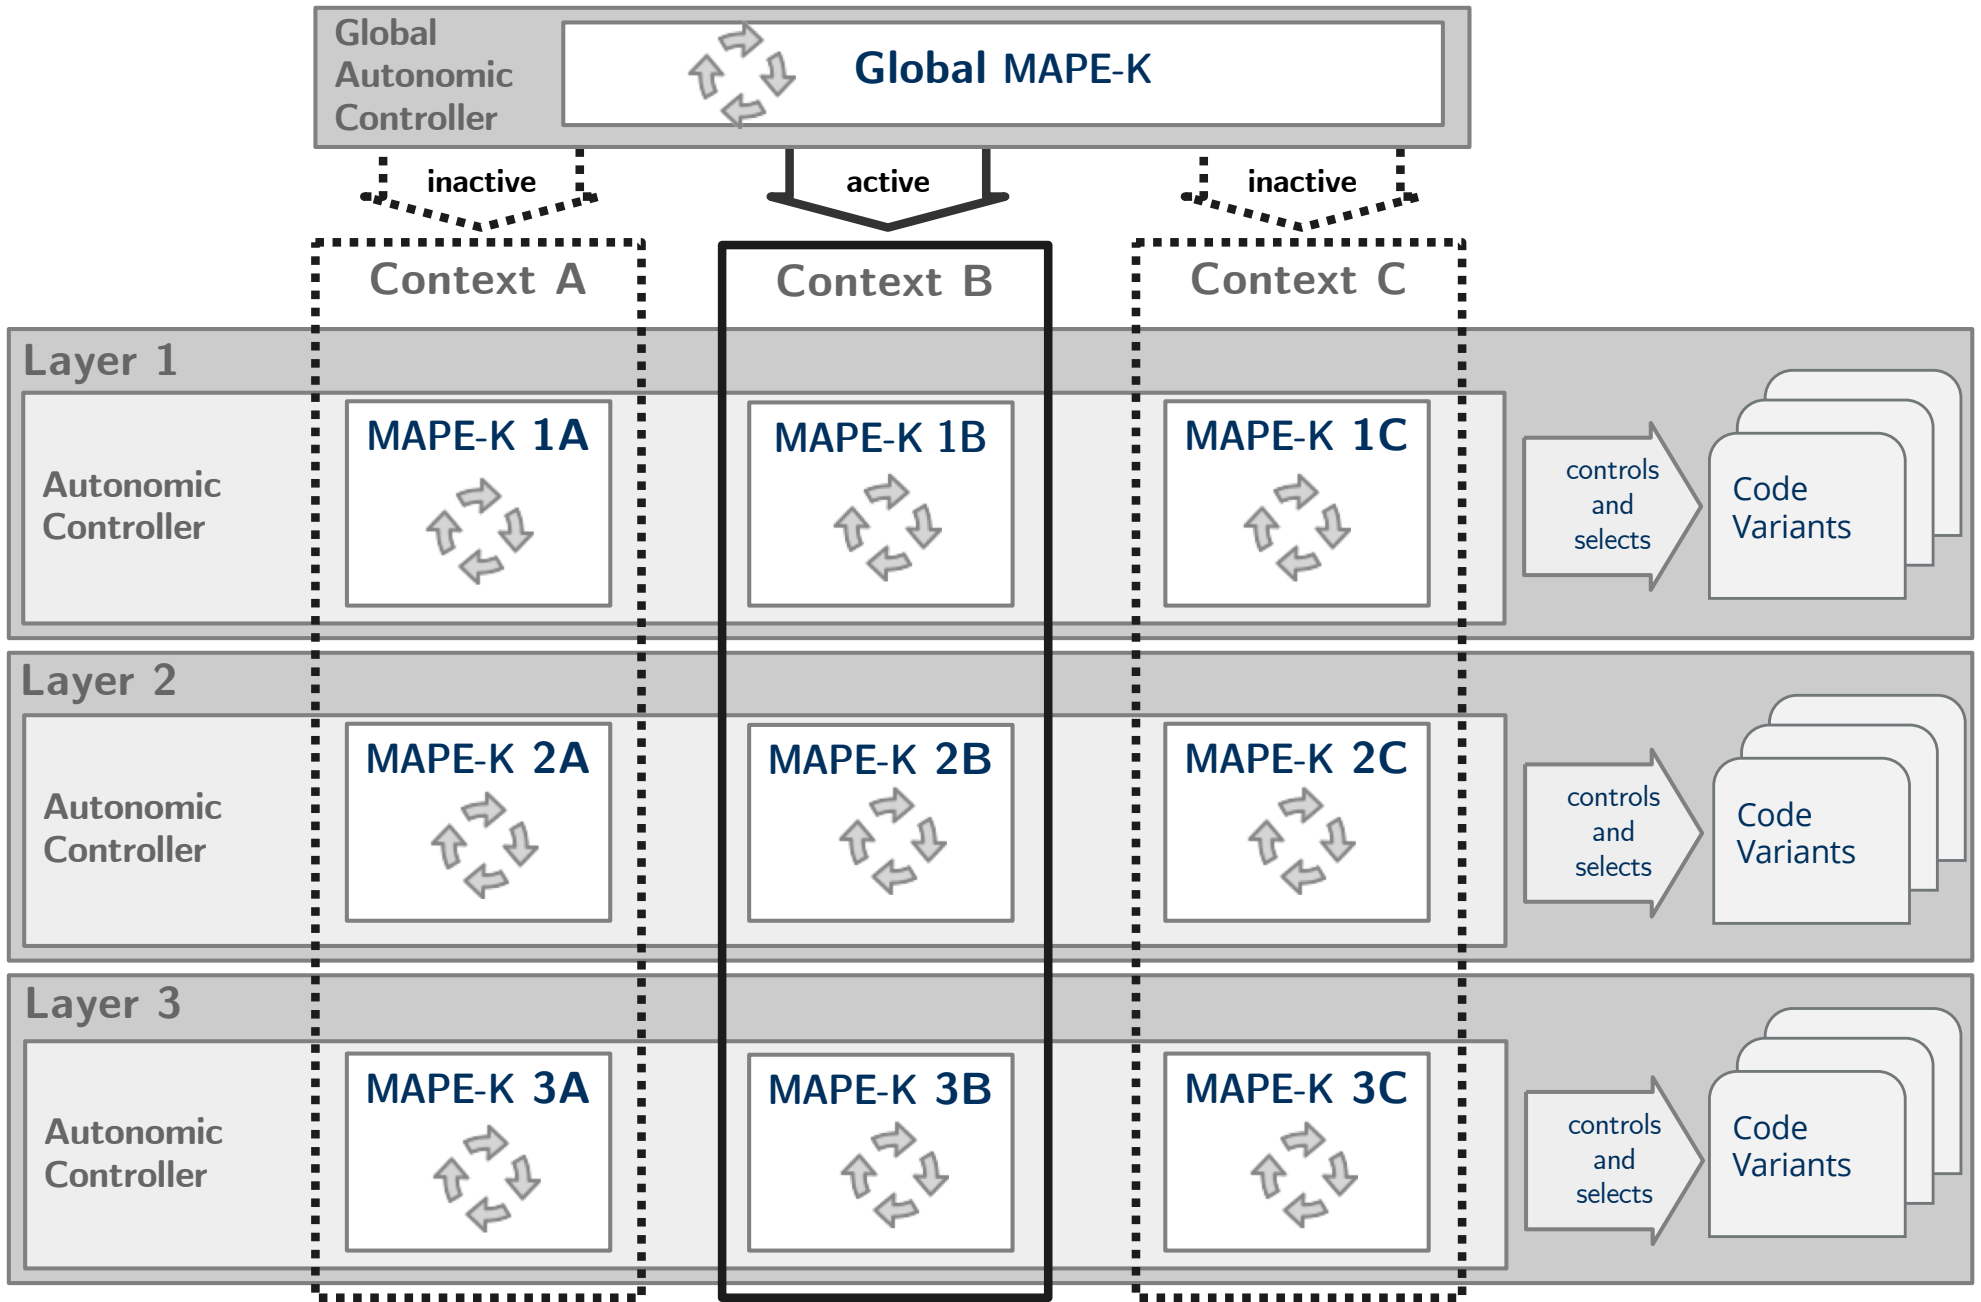 Global
Autonomic
Controller
Global MAPE-K
inactive
active
inactive
Context A
Context B
Context C
Layer 1
Autonomic
Controller
MAPE-K 1A
MAPE-K 1B
MAPE-K 1C
controls
and
selects
Code
Variants
Layer 2
Autonomic
Controller
MAPE-K 2A
MAPE-K 2B
MAPE-K 2C
controls
and
selects
Code
Variants
Layer 3
Autonomic
Controller
MAPE-K 3A
MAPE-K 3B
MAPE-K 3C
controls
and
selects
Code
Variants